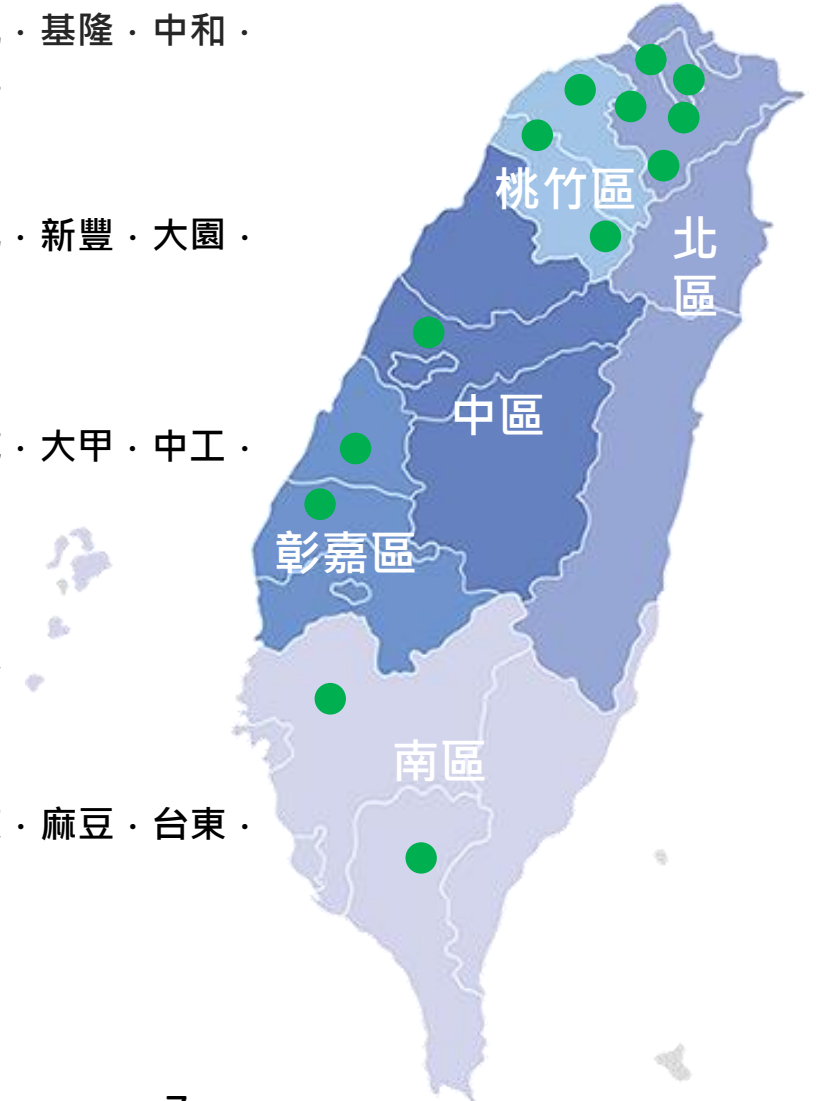 · 基隆 · 中和 ·
· 新豐 · 大園 ·
· 大甲 · 中工 ·
· 麻豆 · 台東 ·
桃竹區
北
區
中區
彰嘉區
南區